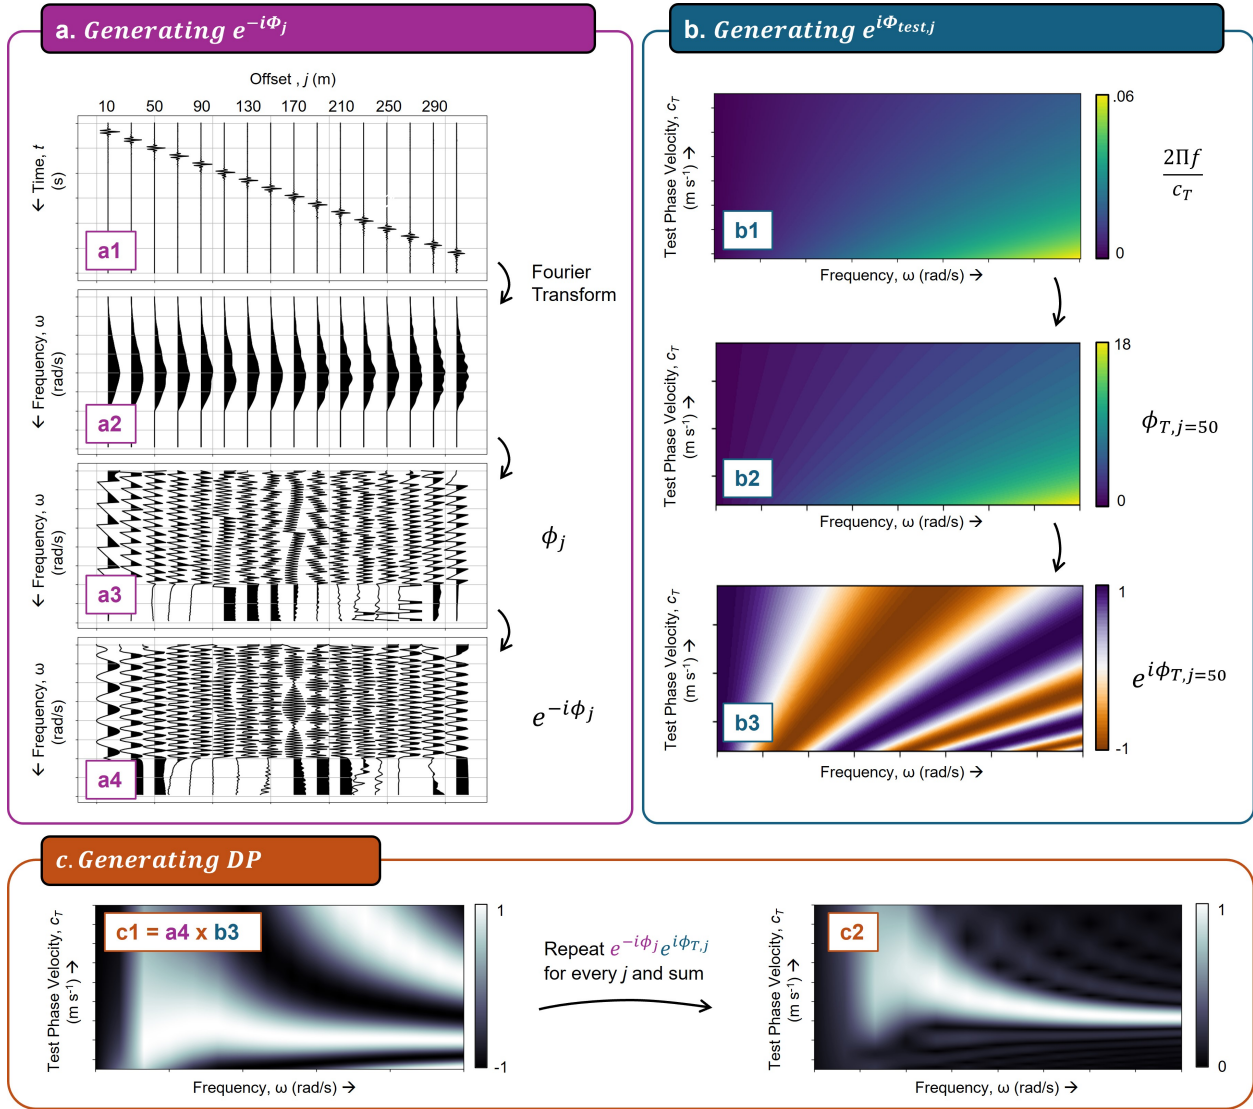 a. Generating e^{-iΦ_j}
Offset , j (m)
10 50 90 130 170 210 250 290
← Time, t
(s)
a1
Fourier
Transform
← Frequency, ω
(rad/s)
a2
← Frequency, ω
(rad/s)
a3
ϕ_j
← Frequency, ω
(rad/s)
a4
e^{-iϕ_j}
b. Generating e^{iΦ_{test,j}}
Test Phase Velocity, c_T
(m s⁻¹) →
b1
.06
0
2Πf
c_T
Frequency, ω (rad/s) →
Test Phase Velocity, c_T
(m s⁻¹) →
b2
18
0
ϕ_{T,j=50}
Frequency, ω (rad/s) →
Test Phase Velocity, c_T
(m s⁻¹) →
b3
1
-1
e^{iϕ_{T,j=50}}
Frequency, ω (rad/s) →
c. Generating DP
Test Phase Velocity, c_T
(m s⁻¹) →
c1 = a4 x b3
1
-1
Frequency, ω (rad/s) →
Repeat e^{-iϕ_j}e^{iϕ_{T,j}}
for every j and sum
Test Phase Velocity, c_T
(m s⁻¹) →
c2
1
0
Frequency, ω (rad/s) →